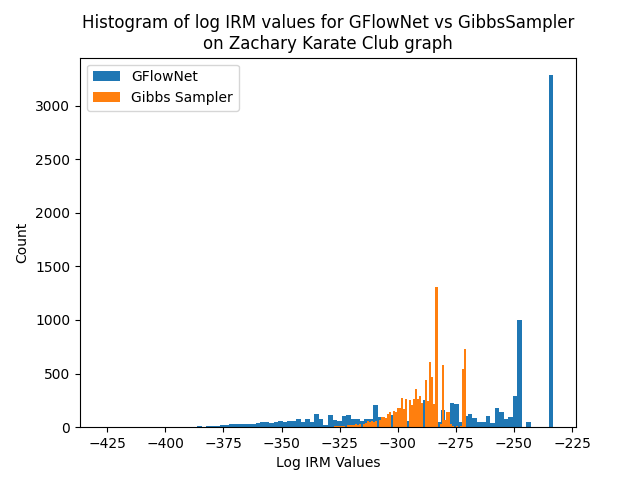 Histogram of log IRM values for GFlowNet vs GibbsSampler
on Zachary Karate Club graph
GFlowNet
Gibbs Sampler
Count
3000
2500
2000
1500
1000
500
0
−425
−400
−375
−350
−325
−300
−275
−250
−225
Log IRM Values